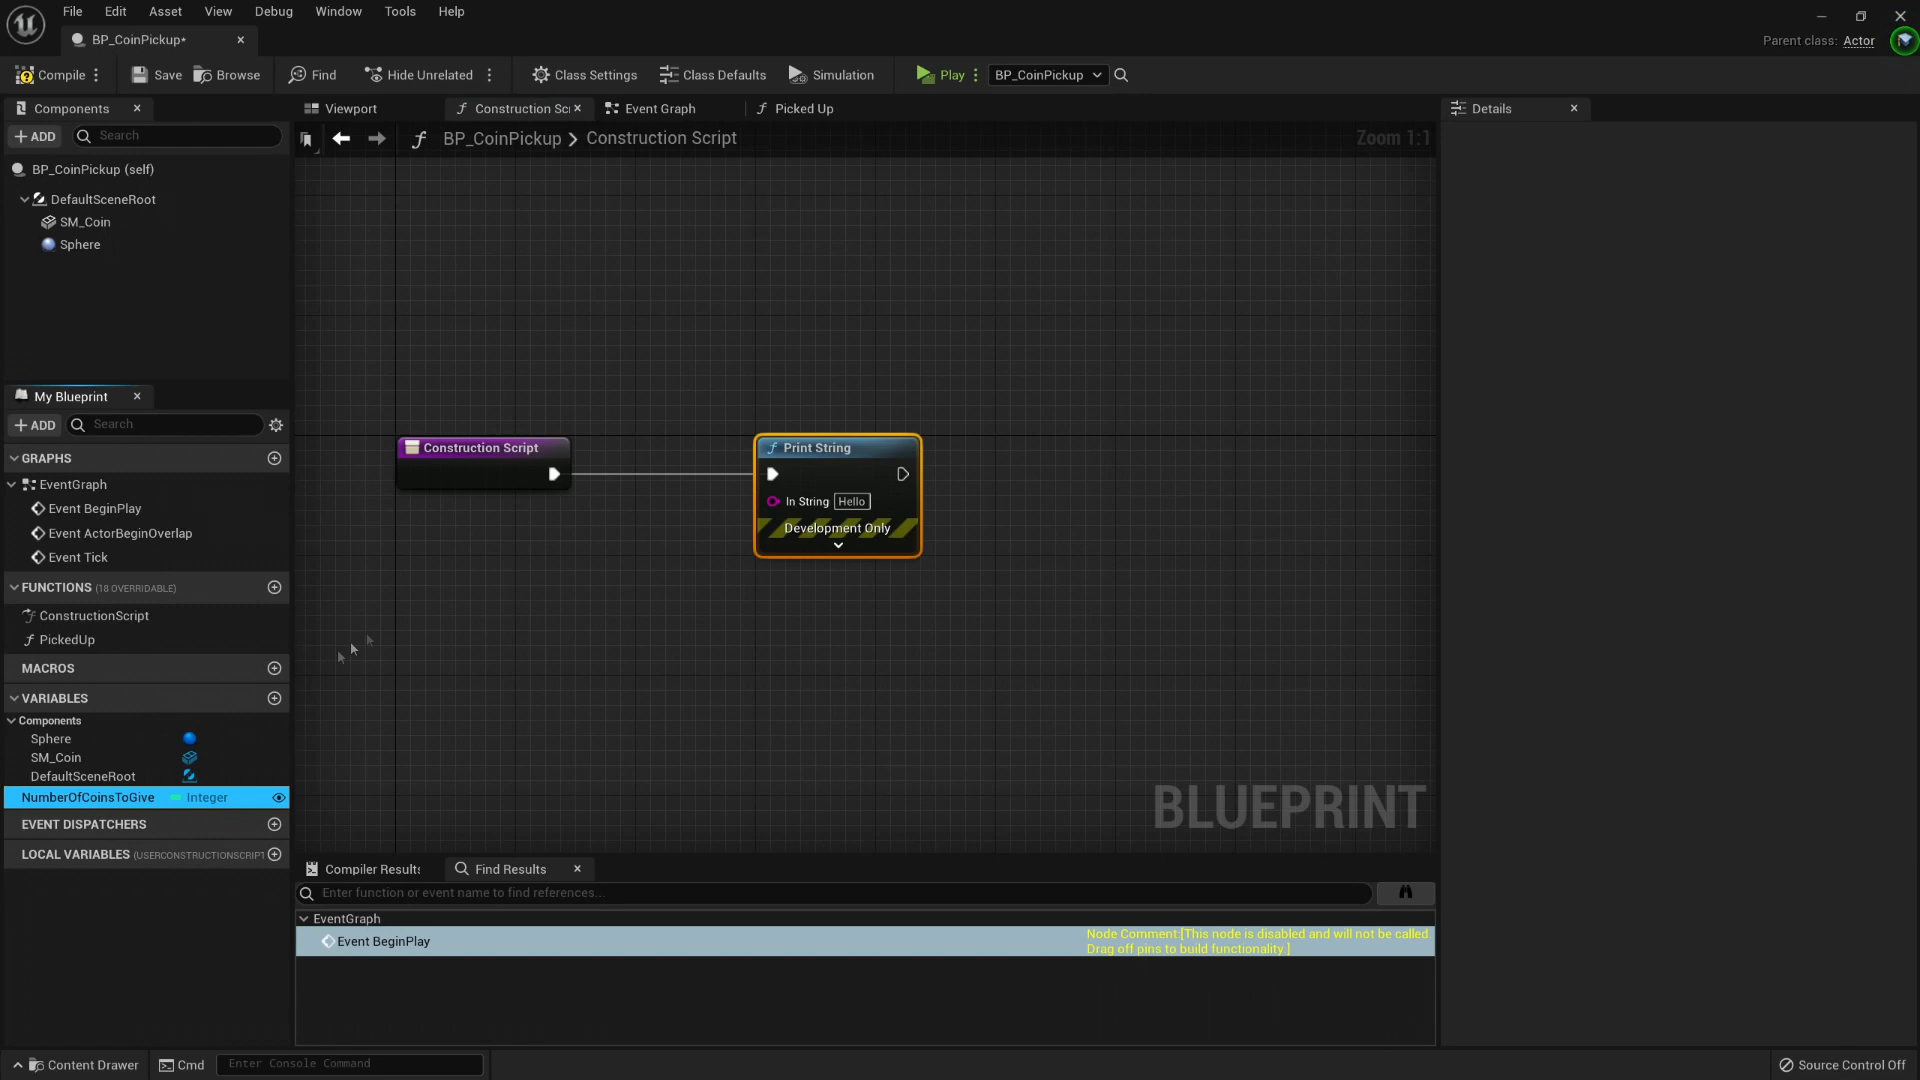 File Edit Asset View Debug Window Tools Help
BP_CoinPickup*
Parent class: Actor
Compile Save Browse Find Hide Unrelated Class Settings Class Defaults Simulation Play BP_CoinPickup
Components
Viewport
Construction Scr
Event Graph
Picked Up
Details
ADD Search
BP_CoinPickup > Construction Script
Zoom 1:1
BP_CoinPickup (self)
DefaultSceneRoot
SM_Coin
Sphere
My Blueprint
ADD Search
GRAPHS
EventGraph
Event BeginPlay
Event ActorBeginOverlap
Event Tick
FUNCTIONS (18 OVERRIDABLE)
ConstructionScript
PickedUp
MACROS
VARIABLES
Components
Sphere
SM_Coin
DefaultSceneRoot
NumberOfCoinsToGive Integer
EVENT DISPATCHERS
LOCAL VARIABLES (USERCONSTRUCTIONSCRIPT
Construction Script
Print String
In String Hello
Development Only
BLUEPRINT
Compiler Results
Find Results
Enter function or event name to find references...
EventGraph
Event BeginPlay
Node Comment:[This node is disabled and will not be called.
Drag off pins to build functionality.]
Content Drawer
Cmd
Enter Console Command
Source Control Off